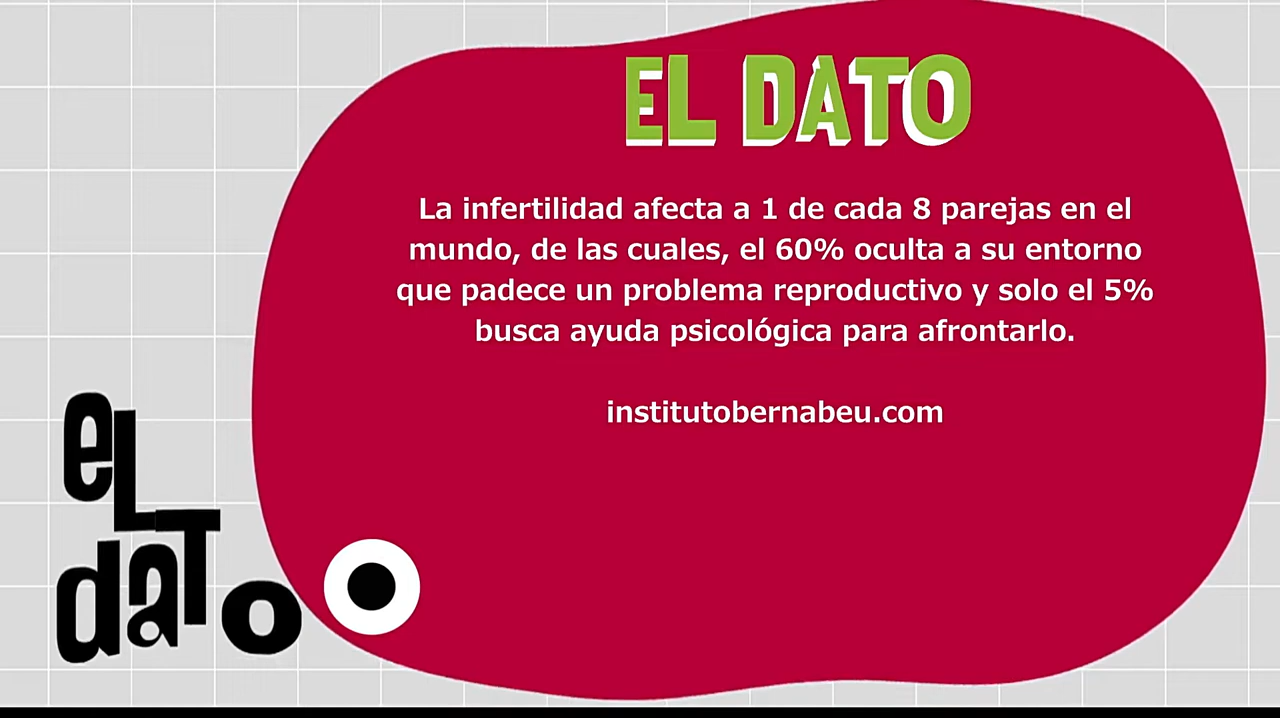 EL DATO
La infertilidad afecta a 1 de cada 8 parejas en el
mundo, de las cuales, el 60% oculta a su entorno
que padece un problema reproductivo y solo el 5%
busca ayuda psicológica para afrontarlo.
institutobernabeu.com
eL
daTo